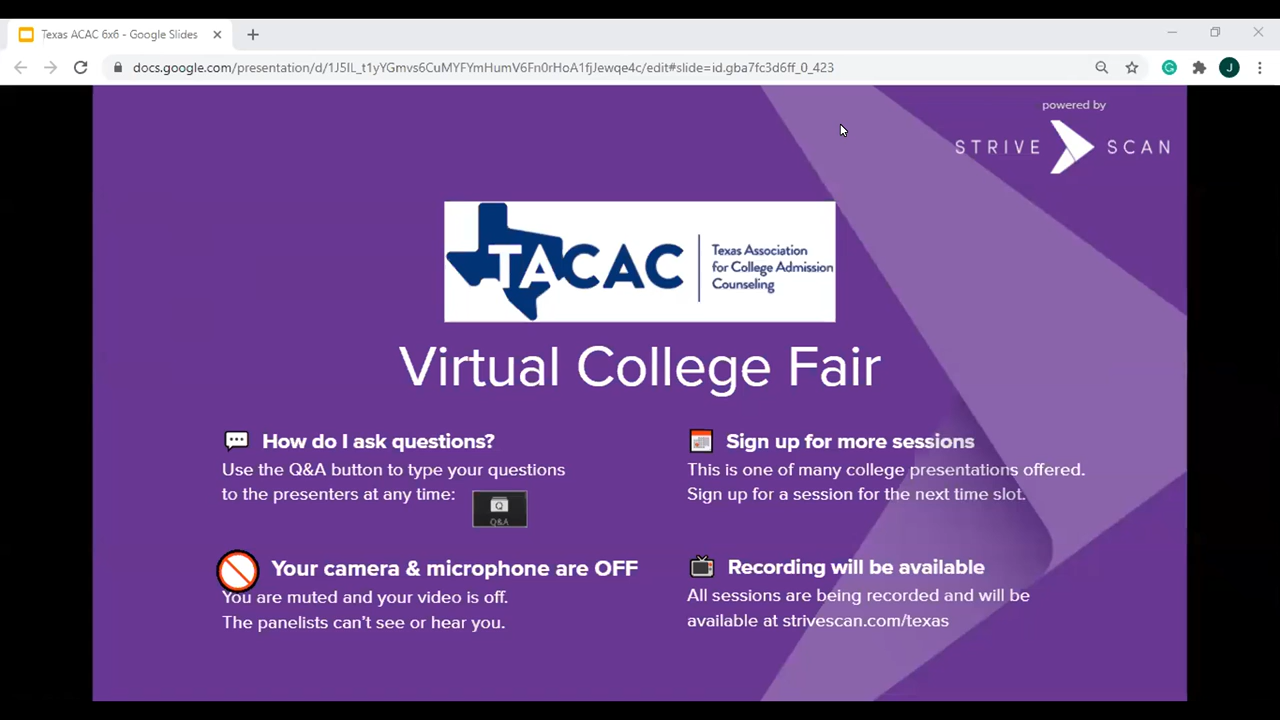 Texas ACAC 6x6 - Google Slides
docs.google.com/presentation/d/1J5IL_t1yYGmvs6CuMYFYmHumV6Fn0rHoA1fjJewqe4c/edit#slide=id.gba7fc3d6ff_0_423
J
powered by
STRIVE SCAN
TACAC
Texas Association
for College Admission
Counseling
Virtual College Fair
How do I ask questions?
Use the Q&A button to type your questions
to the presenters at any time:
Q
Q&A
Sign up for more sessions
This is one of many college presentations offered.
Sign up for a session for the next time slot.
Your camera & microphone are OFF
You are muted and your video is off.
The panelists can't see or hear you.
Recording will be available
All sessions are being recorded and will be
available at strivescan.com/texas